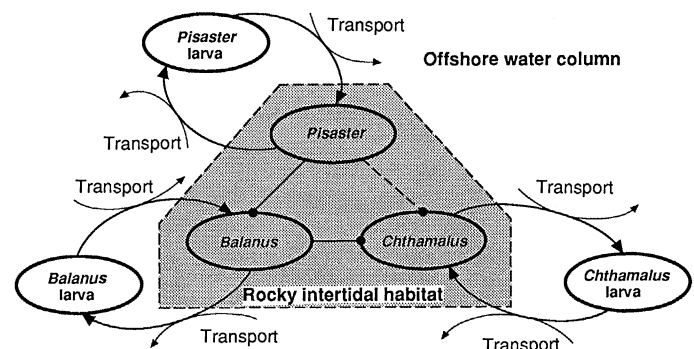 Pisaster
larva
Transport
Offshore water column
Transport
Pisaster
Transport
Transport
Balanus
Chthamalus
Balanus
larva
Rocky intertidal habitat
Chthamalus
larva
Transport
Transport